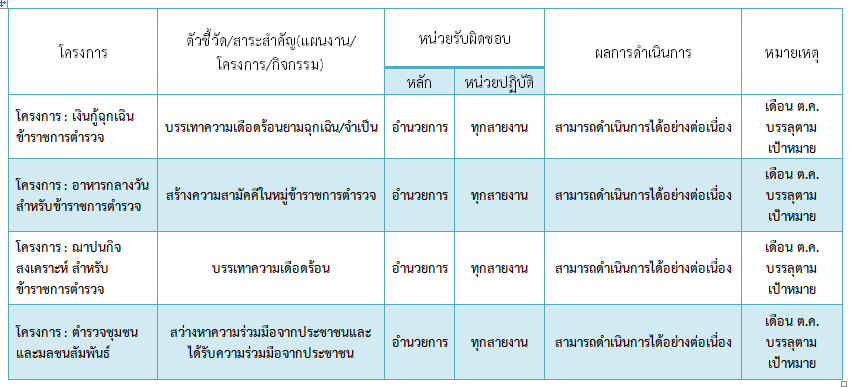 โครงการ
ตัวชี้วัด/สาระสำคัญ(แผนงาน/
โครงการ/กิจกรรม)
หน่วยรับผิดชอบ
ผลการดำเนินการ
หมายเหตุ
หลัก
หน่วยปฏิบัติ
โครงการ : เงินกู้ฉุกเฉิน
ข้าราชการตำรวจ
บรรเทาความเดือดร้อนยามฉุกเฉิน/จำเป็น
อำนวยการ
ทุกสายงาน
สามารถดำเนินการได้อย่างต่อเนื่อง
เดือน ต.ค.
บรรลุตาม
เป้าหมาย
โครงการ : อาหารกลางวัน
สำหรับข้าราชการตำรวจ
สร้างความสามัคคีในหมู่ข้าราชการตำรวจ
อำนวยการ
ทุกสายงาน
สามารถดำเนินการได้อย่างต่อเนื่อง
เดือน ต.ค.
บรรลุตาม
เป้าหมาย
โครงการ : ฌาปนกิจ
สงเคราะห์ สำหรับ
ข้าราชการตำรวจ
บรรเทาความเดือดร้อน
อำนวยการ
ทุกสายงาน
สามารถดำเนินการได้อย่างต่อเนื่อง
เดือน ต.ค.
บรรลุตาม
เป้าหมาย
โครงการ : ตำรวจชุมชน
และมลชนสัมพันธ์
สว่างหาความร่วมมือจากประชาชนและ
ได้รับความร่วมมือจากประชาชน
อำนวยการ
ทุกสายงาน
สามารถดำเนินการได้อย่างต่อเนื่อง
เดือน ต.ค.
บรรลุตาม
เป้าหมาย